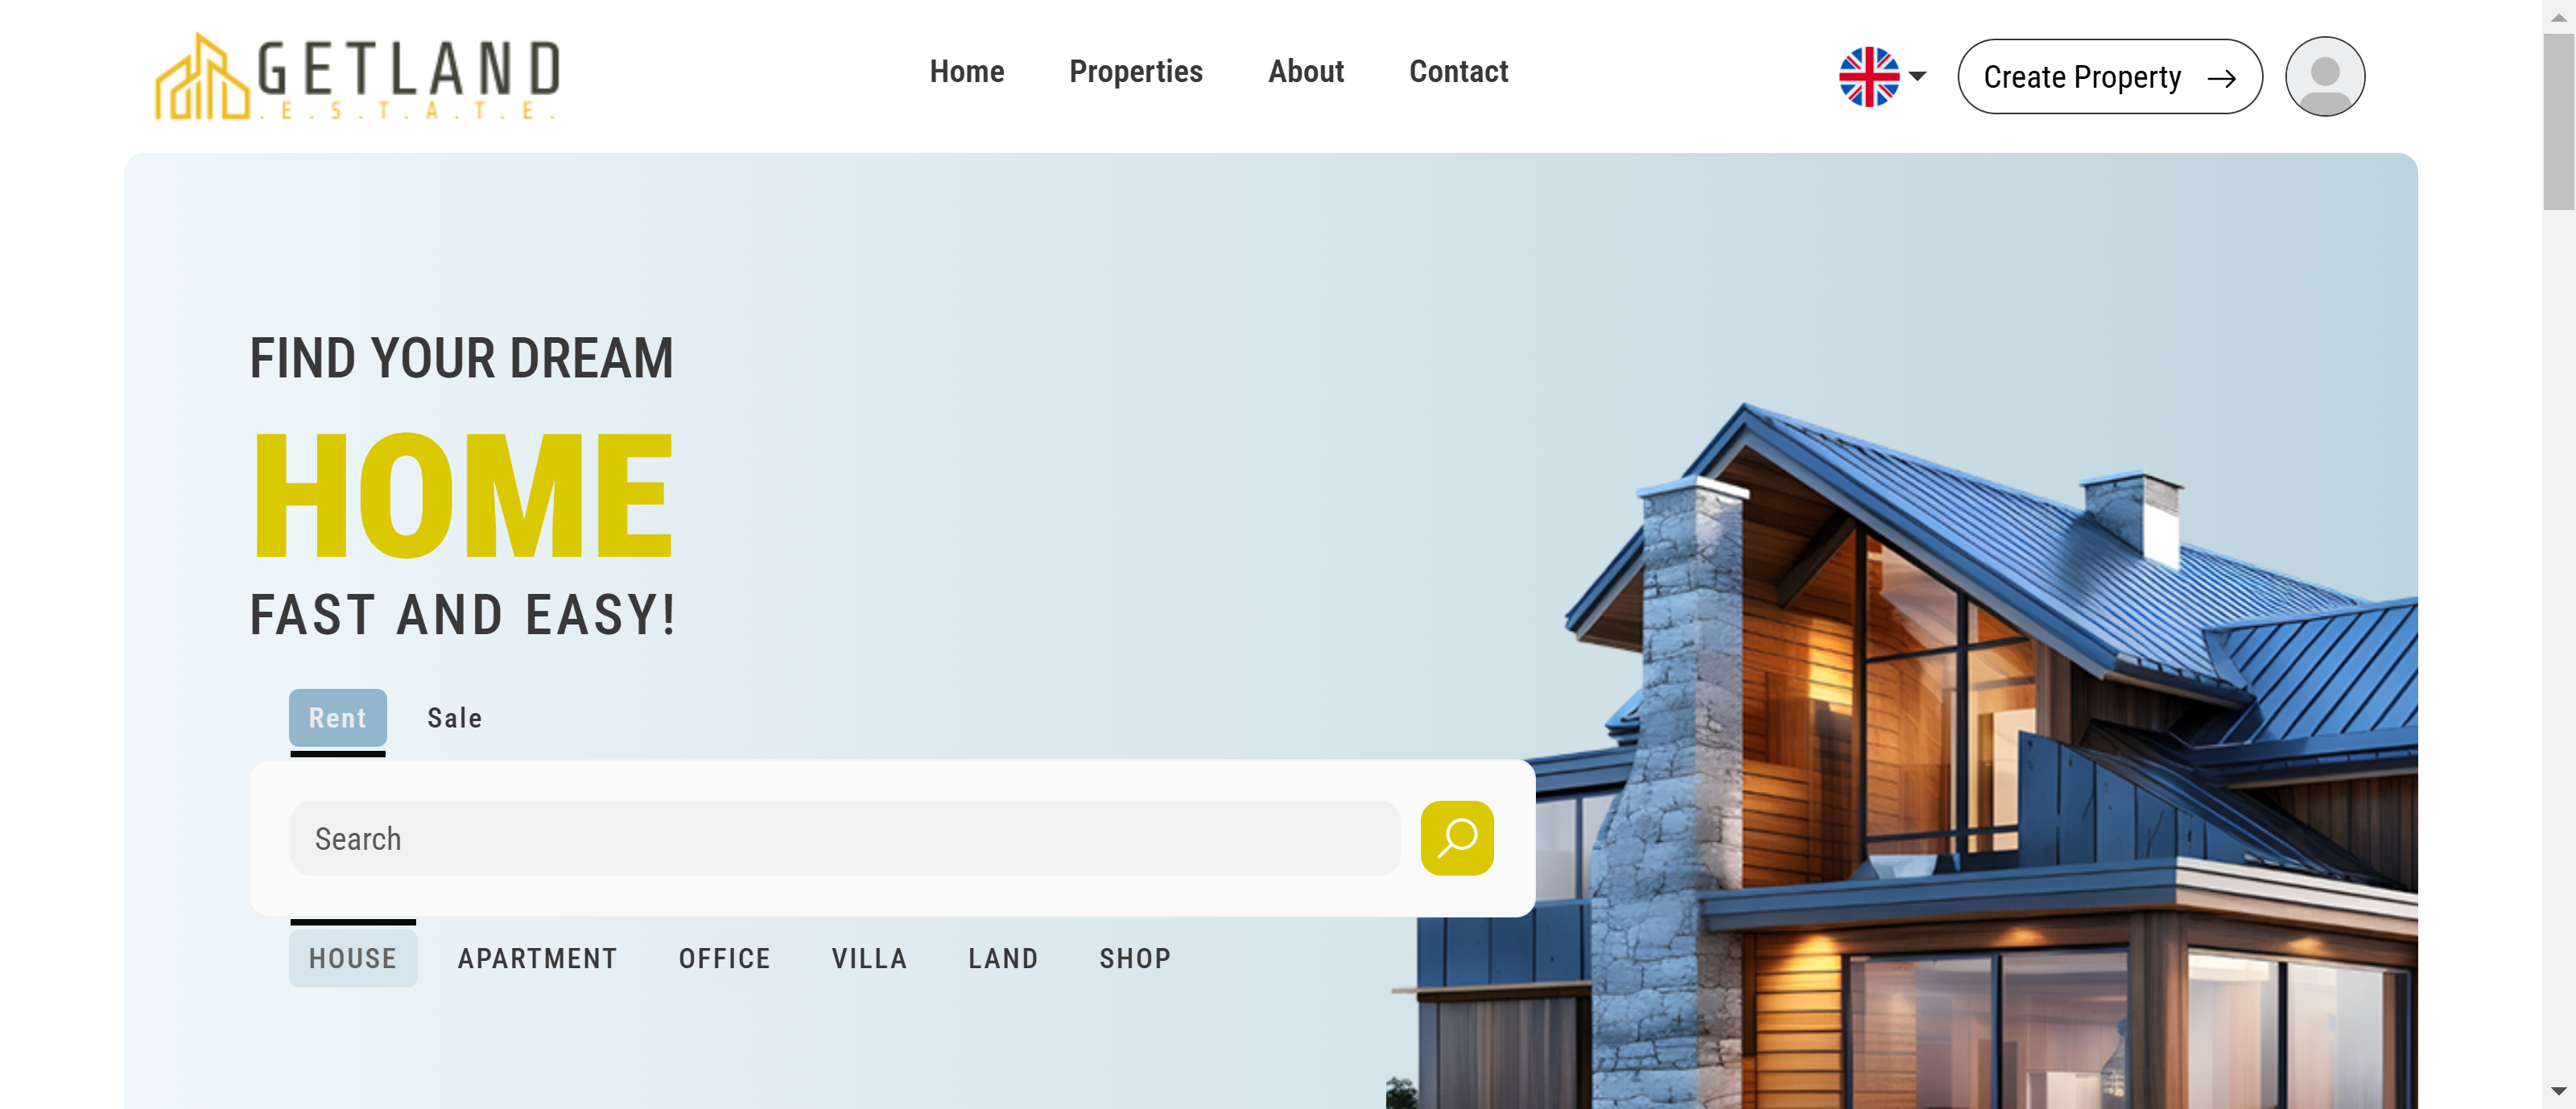 GETLAND
.E.S.T.A.T.E.
Home Properties About Contact
Create Property
FIND YOUR DREAM
HOME
FAST AND EASY!
Rent Sale
Search
HOUSE APARTMENT OFFICE VILLA LAND SHOP